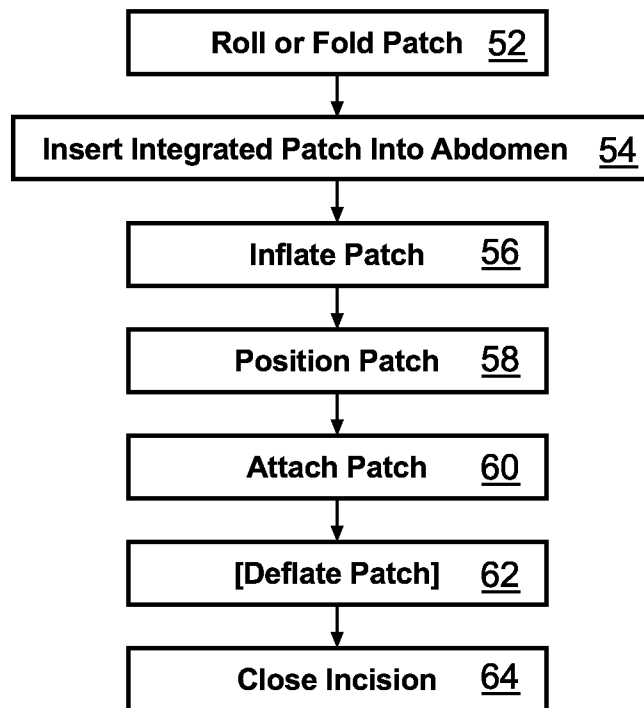 Roll or Fold Patch 52
Insert Integrated Patch Into Abdomen 54
Inflate Patch 56
Position Patch 58
Attach Patch 60
[Deflate Patch] 62
Close Incision 64